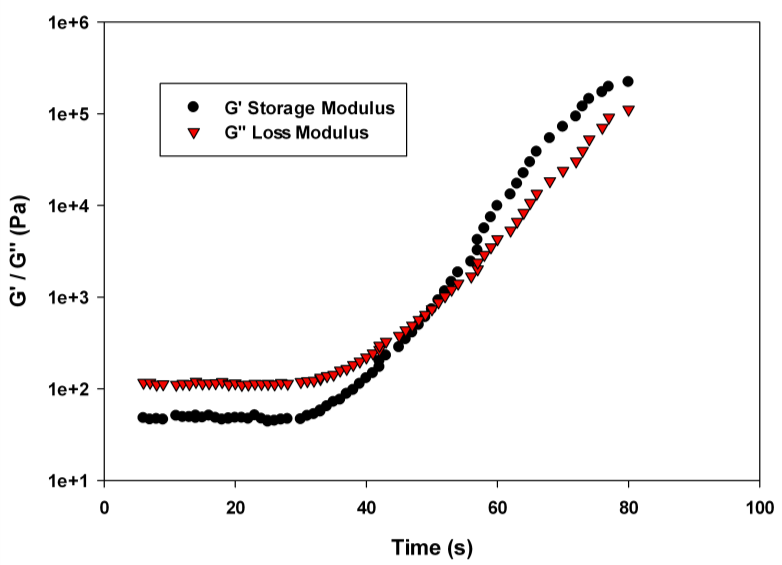 1e+6
1e+5
1e+4
1e+3
1e+2
1e+1
G' / G'' (Pa)
G' Storage Modulus
G'' Loss Modulus
0 20 40 60 80 100
Time (s)